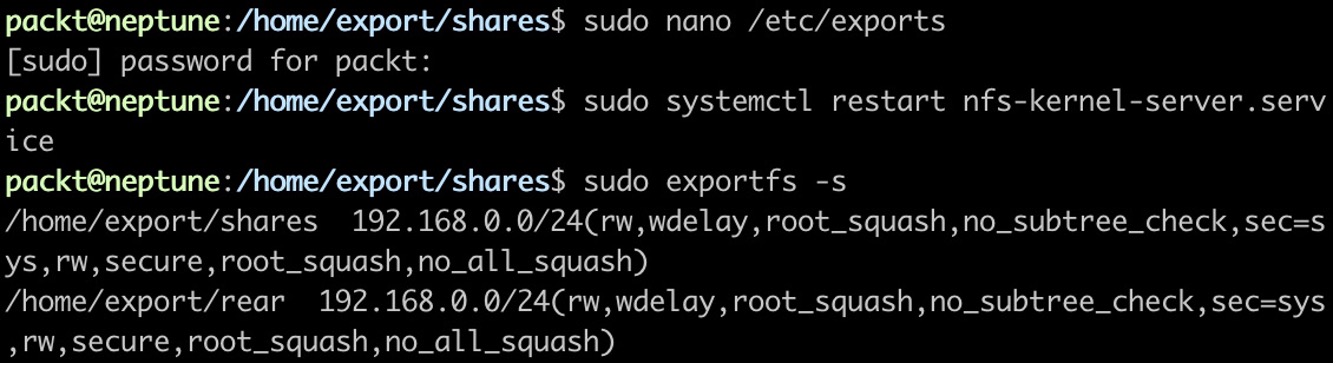 packt@neptune:/home/export/shares$ sudo nano /etc/exports
[sudo] password for packt:
packt@neptune:/home/export/shares$ sudo systemctl restart nfs-kernel-server.serv
ice
packt@neptune:/home/export/shares$ sudo exportfs -s
/home/export/shares  192.168.0.0/24(rw,wdelay,root_squash,no_subtree_check,sec=s
ys,rw,secure,root_squash,no_all_squash)
/home/export/rear  192.168.0.0/24(rw,wdelay,root_squash,no_subtree_check,sec=sys
,rw,secure,root_squash,no_all_squash)